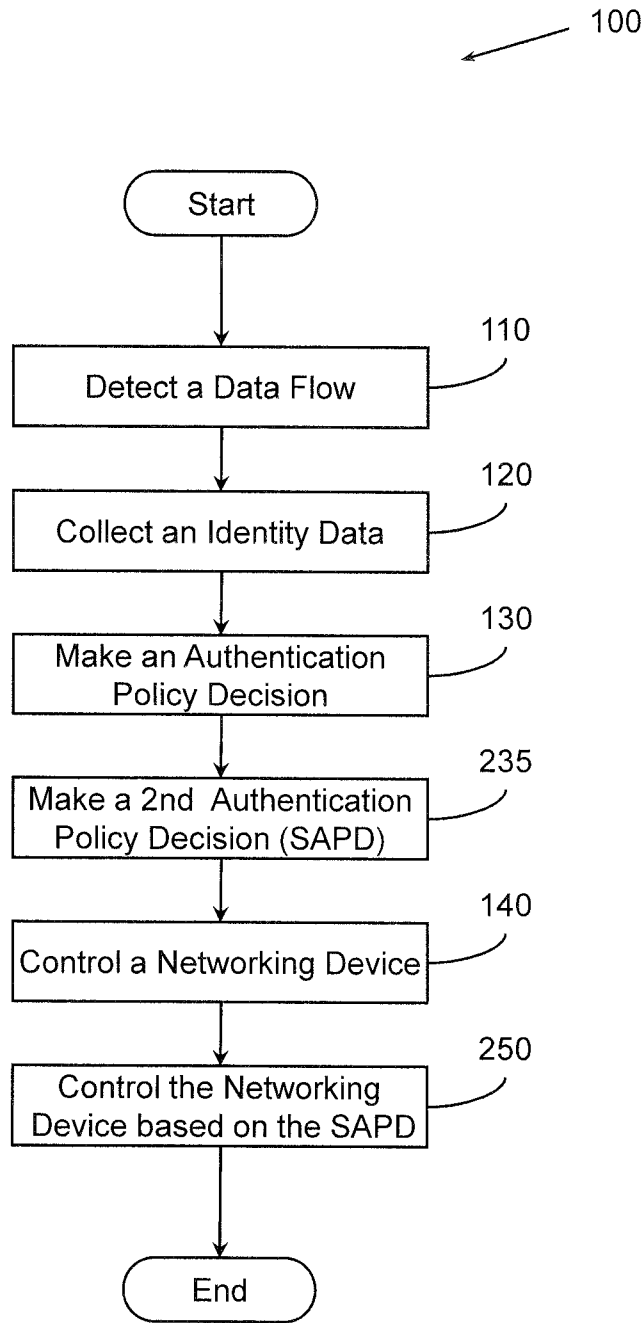 100
Start
110
Detect a Data Flow
120
Collect an Identity Data
130
Make an Authentication
Policy Decision
235
Make a 2nd Authentication
Policy Decision (SAPD)
140
Control a Networking Device
250
Control the Networking
Device based on the SAPD
End